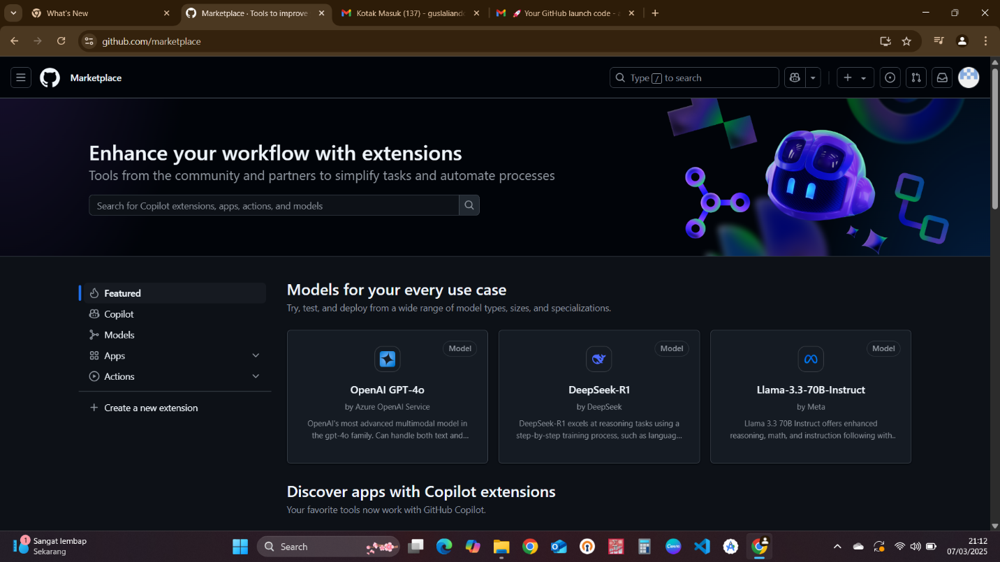 What's New
Marketplace · Tools to improve
Kotak Masuk (137) - guslaliand
🚀 Your GitHub launch code - a
github.com/marketplace
Marketplace
Type / to search
Enhance your workflow with extensions
Tools from the community and partners to simplify tasks and automate processes
Search for Copilot extensions, apps, actions, and models
Featured
Copilot
Models
Apps
Actions
Create a new extension
Models for your every use case
Try, test, and deploy from a wide range of model types, sizes, and specializations.
Model
OpenAI GPT-4o
by Azure OpenAI Service
OpenAI's most advanced multimodal model in
the gpt-4o family. Can handle both text and...
Model
DeepSeek-R1
by DeepSeek
DeepSeek-R1 excels at reasoning tasks using a
step-by-step training process, such as languag...
Model
Llama-3.3-70B-Instruct
by Meta
Llama 3.3 70B Instruct offers enhanced
reasoning, math, and instruction following with..
Discover apps with Copilot extensions
Your favorite tools now work with GitHub Copilot.
1
Sangat lembap
Sekarang
Search
Canva
21:12
07/03/2025